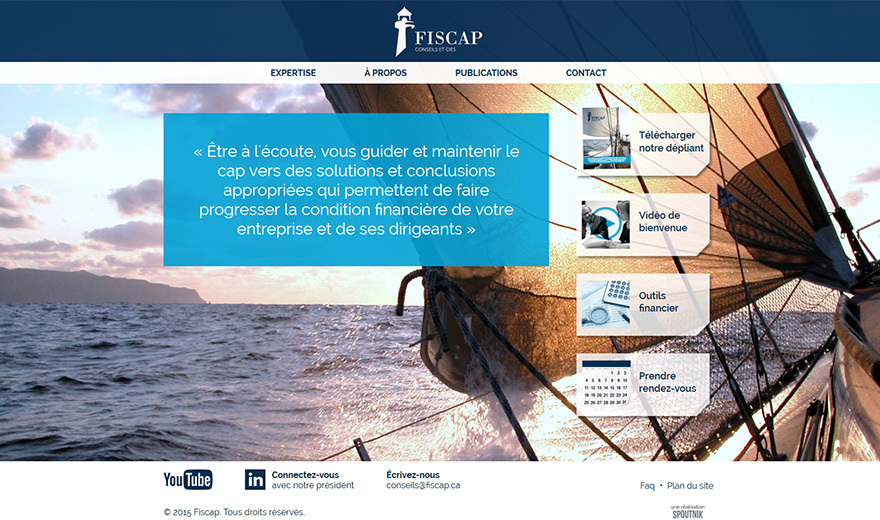 FISCAP
CONSEILS ET CIES
EXPERTISE
À PROPOS
PUBLICATIONS
CONTACT
« Être à l'écoute, vous guider et maintenir le
cap vers des solutions et conclusions
appropriées qui permettent de faire
progresser la condition financière de votre
entreprise et de ses dirigeants »
FISCAP
Télécharger
notre dépliant
Vidéo de
bienvenue
Outils
financier
Prendre
rendez-vous
YouTube
in
Connectez-vous
avec notre président
Écrivez-nous
conseils@fiscap.ca
Faq • Plan du site
© 2015 Fiscap. Tous droits réservés.
une réalisation
SPOUTNIK